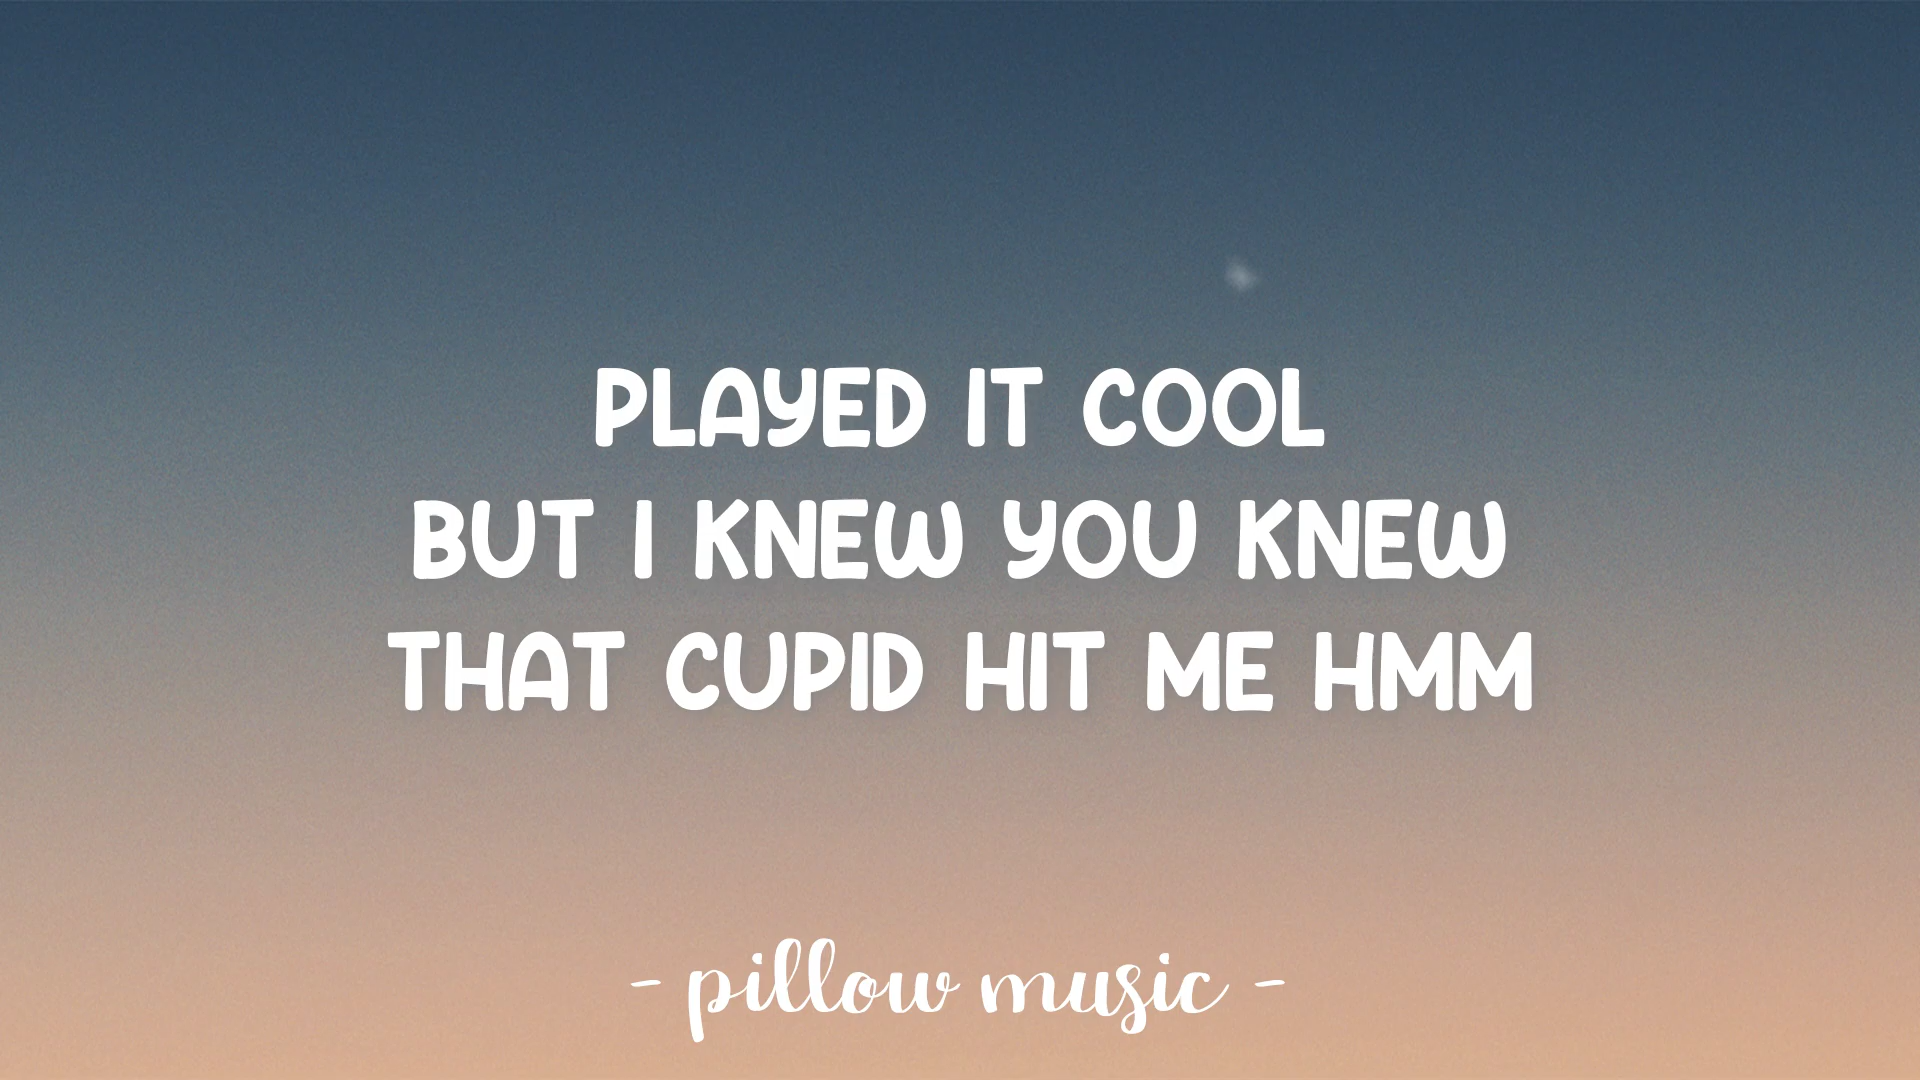 PLAYED IT COOL
BUT I KNEW YOU KNEW
THAT CUPID HIT ME HMM
- pillow music -